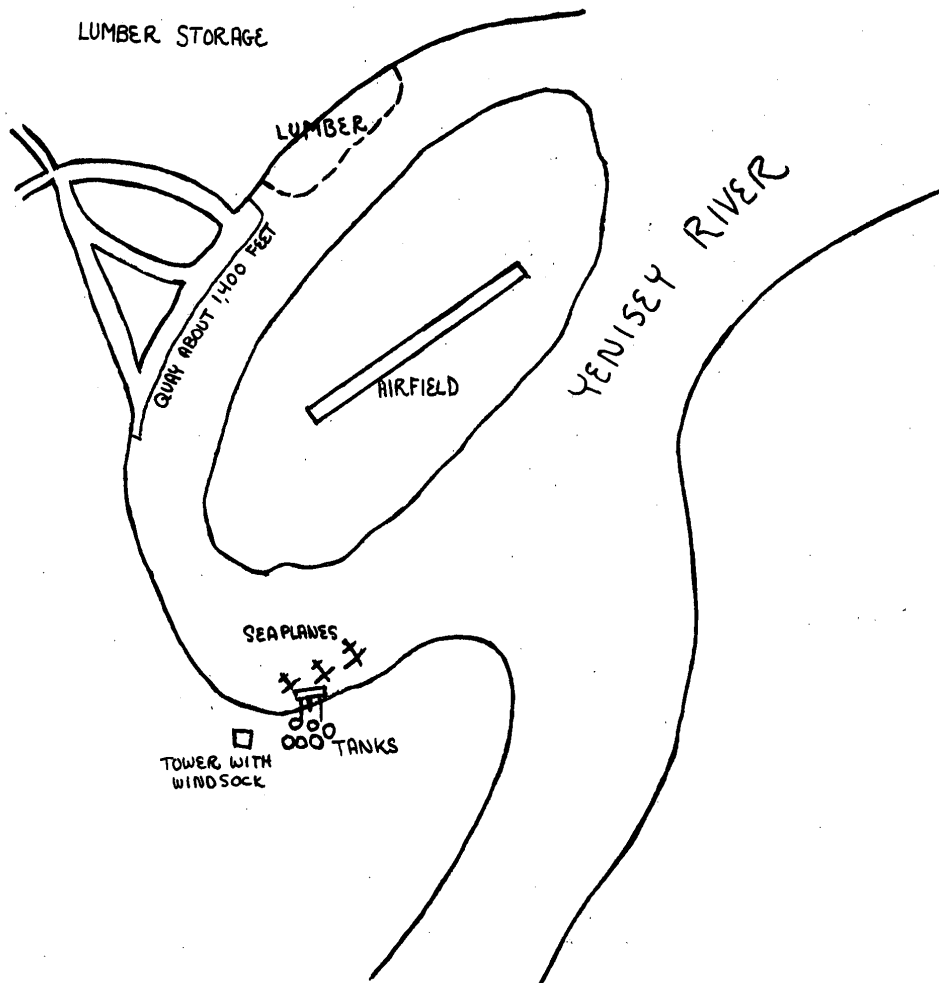 LUMBER STORAGE
LUMBER
QUAY ABOUT 1,400 FEET
YENISEY RIVER
AIRFIELD
SEAPLANES
TANKS
TOWER WITH
WINDSOCK